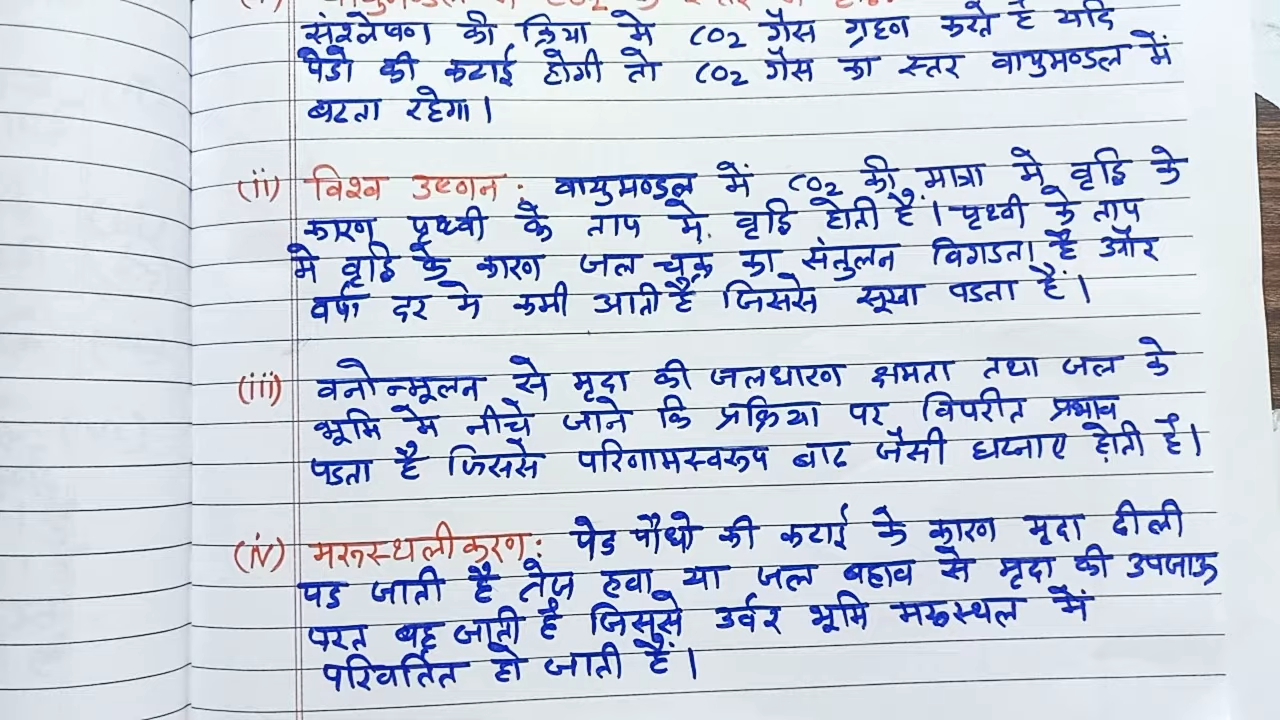 संश्लेषण की क्रिया मे CO2 गैस ग्रहण करते है यदि
पेडो की कटाई होगी तो CO2 गैस का स्तर वायुमण्डल में
बढता रहेगा।
(ii) विश्व उष्णन : वायुमण्डल में CO2 की मात्रा मे वृद्धि के
कारण पृथ्वी के ताप मे वृद्धि होती है। पृथ्वी के ताप
मे वृद्धि के कारण जल चक्र का संतुलन विगडता है और
वर्षा दर मे कमी आती है जिससे सूखा पडता है।
(iii) वनोन्मूलन से मृदा की जलधारण क्षमता तथा जल के
भूमि मे नीचे जाने कि प्रक्रिया पर विपरीत प्रभाव
पडता है जिससे परिणामस्वरूप बाढ जैसी घटनाए होती है।
(iv) मरूस्थलीकरण : पेड पौधो की कटाई के कारण मृदा ढीली
पड जाती है तेज हवा या जल बहाव से मृदा की उपजाऊ
परत बह जाती है जिससे उर्वर भूमि मरूस्थल में
परिवर्तित हो जाती हैं।